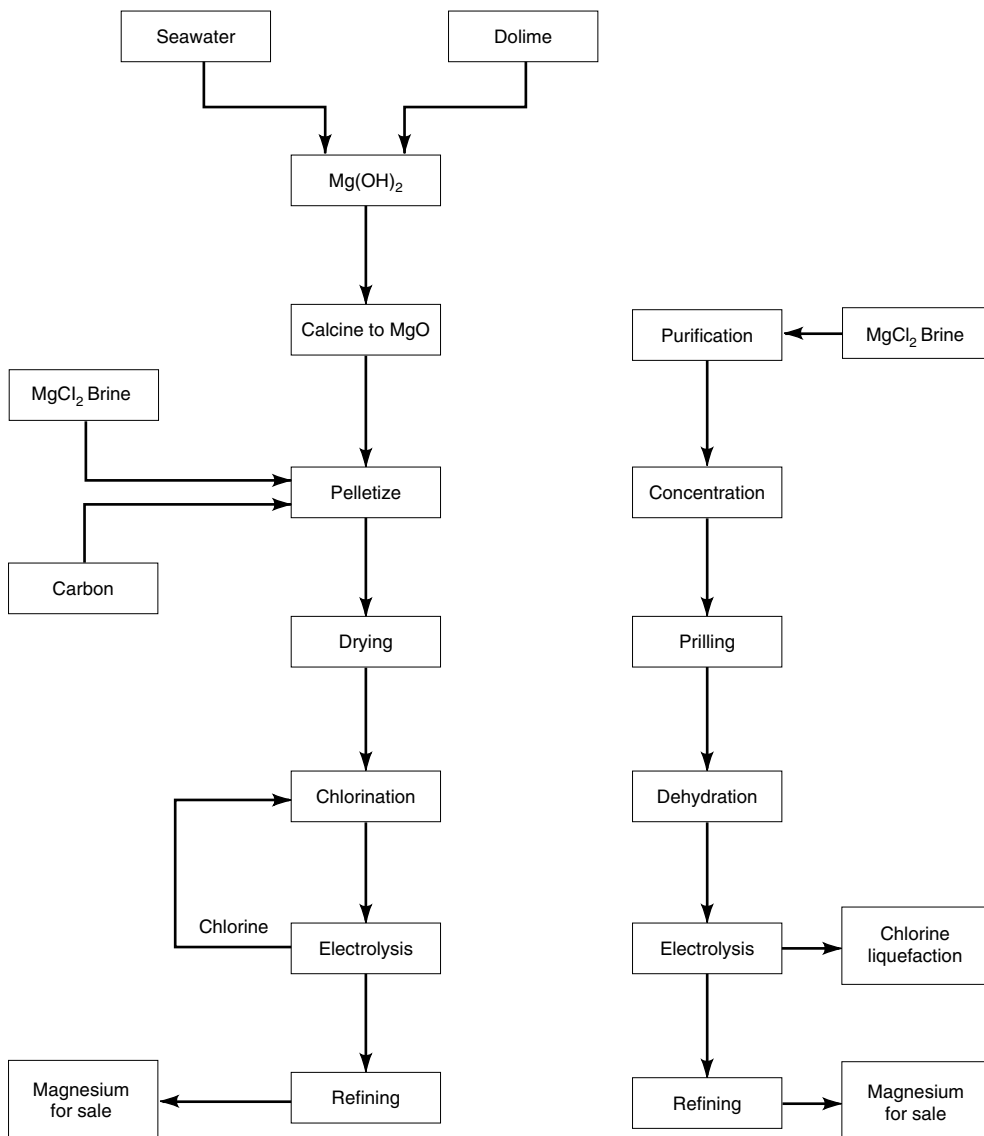 Seawater
Dolime
Mg(OH)₂
Calcine to MgO
MgCl₂ Brine
Pelletize
Carbon
Drying
Chlorination
Chlorine
Electrolysis
Refining
Magnesium
for sale
MgCl₂ Brine
Purification
Concentration
Prilling
Dehydration
Electrolysis
Chlorine
liquefaction
Refining
Magnesium
for sale